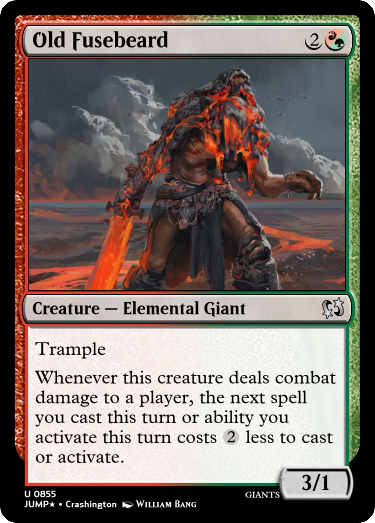 Old Fusebeard 2
Creature — Elemental Giant
Trample
Whenever this creature deals combat
damage to a player, the next spell
you cast this turn or ability you
activate this turn costs 2 less to cast
or activate.
3/1
U 0855 GIANTS
JUMP★ • Crashington WILLIAM BANG